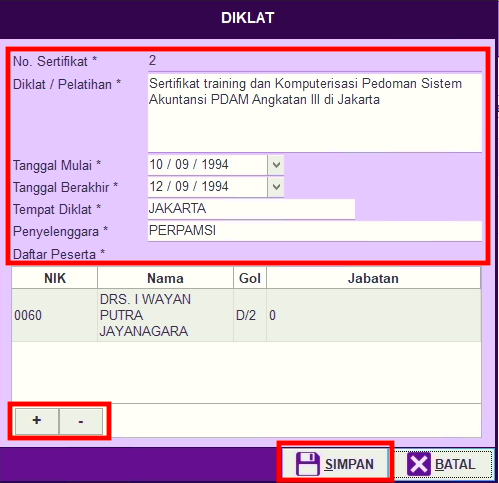 DIKLAT
No. Sertifikat * 2
Diklat / Pelatihan * Sertifikat training dan Komputerisasi Pedoman Sistem
Akuntansi PDAM Angkatan III di Jakarta
Tanggal Mulai * 10 / 09 / 1994
Tanggal Berakhir * 12 / 09 / 1994
Tempat Diklat * JAKARTA
Penyelenggara * PERPAMSI
Daftar Peserta *
NIK Nama Gol Jabatan
0060 DRS. I WAYAN PUTRA JAYANAGARA D/2 0
+ -
SIMPAN BATAL